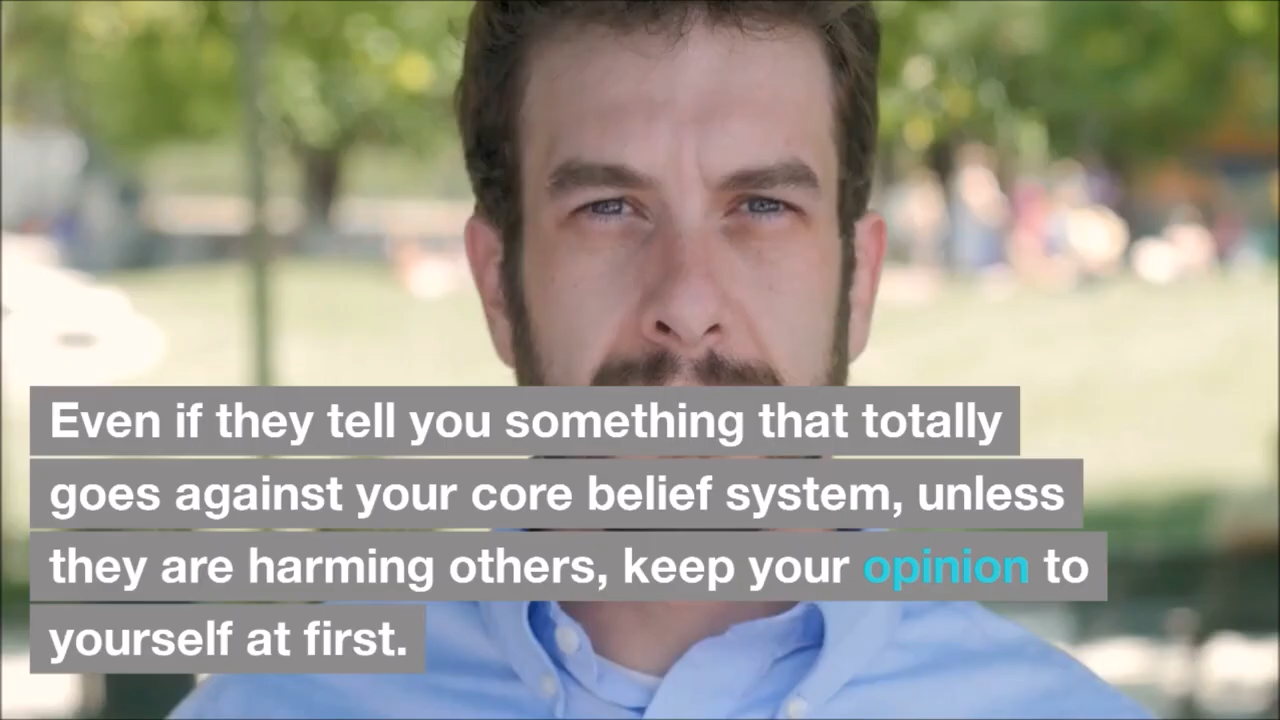 Even if they tell you something that totally
goes against your core belief system, unless
they are harming others, keep your opinion to
yourself at first.